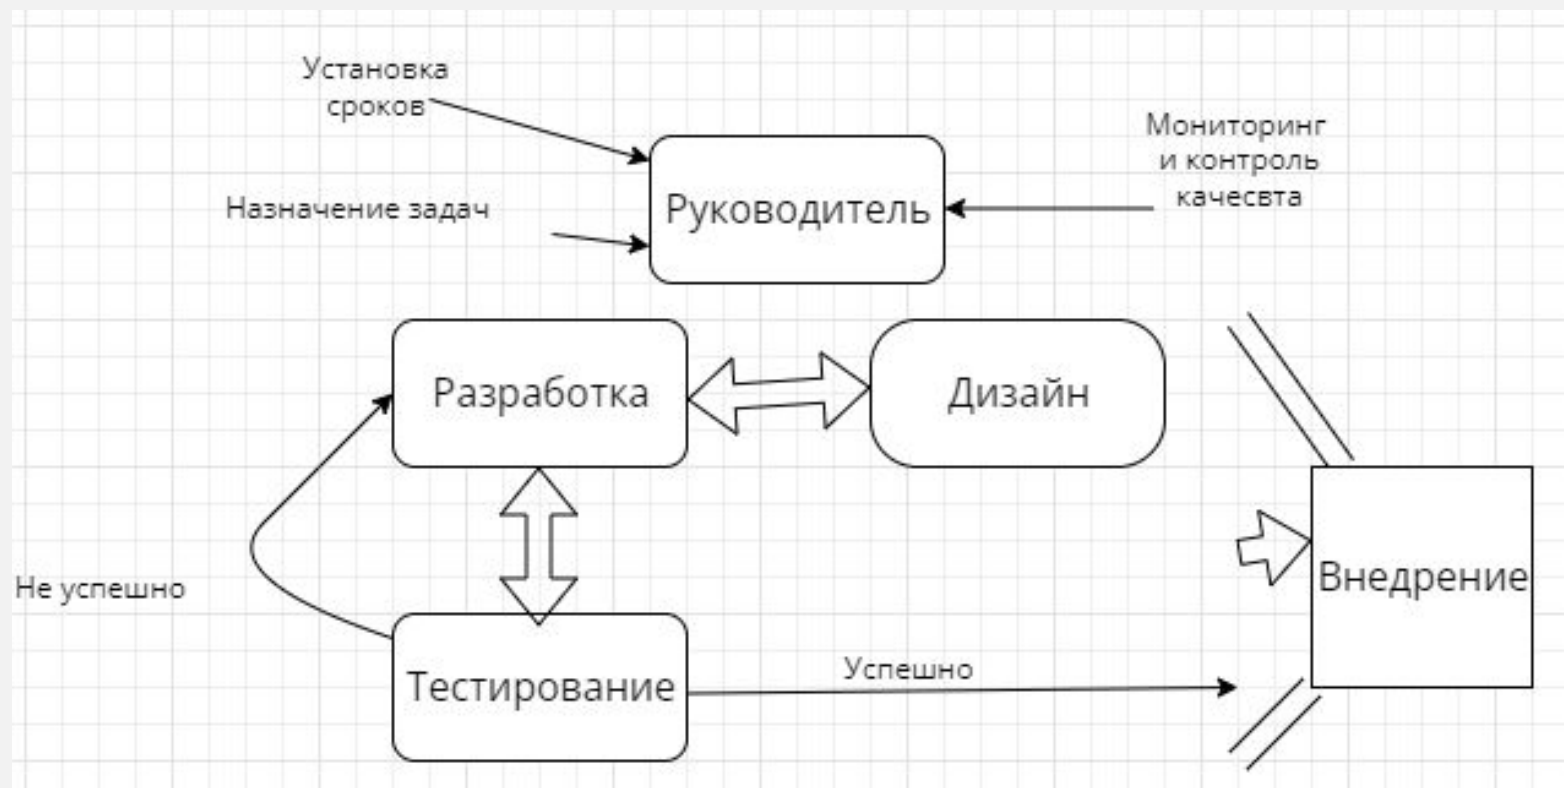 Установка
сроков
Мониторинг
и контроль
качесвта
Назначение задач
Руководитель
Разработка
Дизайн
Не успешно
Внедрение
Тестирование
Успешно